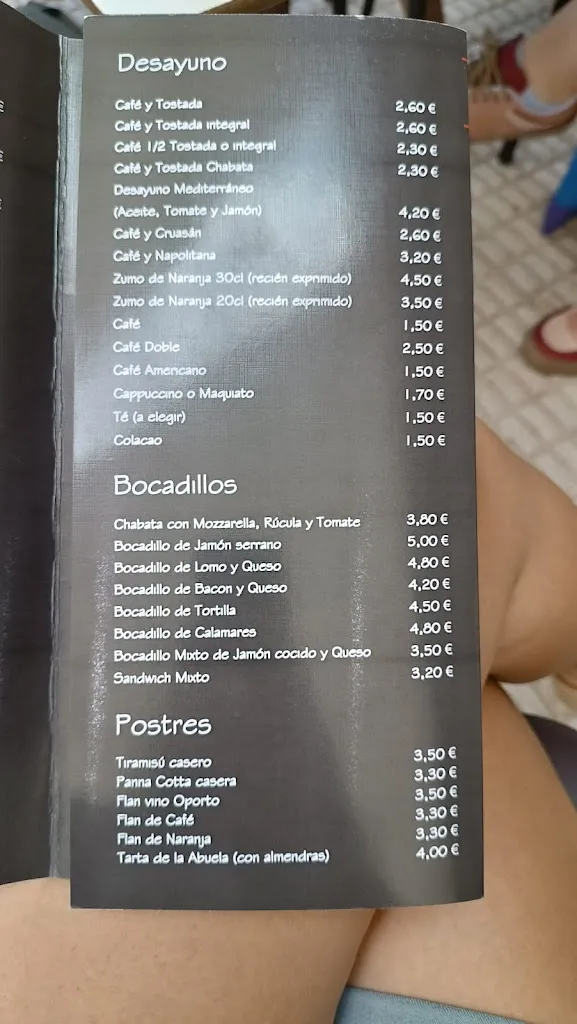 Desayuno
Café y Tostada 2,60 €
Café y Tostada integral 2,60 €
Café 1/2 Tostada o integral 2,30 €
Café y Tostada Chabata 2,30 €
Desayuno Mediterráneo
(Aceite, Tomate y Jamón) 4,20 €
Café y Cruasán 2,60 €
Café y Napolitana 3,20 €
Zumo de Naranja 30cl (recién exprimido) 4,50 €
Zumo de Naranja 20cl (recién exprimido) 3,50 €
Café 1,50 €
Café Doble 2,50 €
Café Americano 1,50 €
Cappuccino o Maquiato 1,70 €
Té (a elegir) 1,50 €
Colacao 1,50 €
Bocadillos
Chabata con Mozzarella, Rúcula y Tomate 3,80 €
Bocadillo de Jamón serrano 5,00 €
Bocadillo de Lomo y Queso 4,80 €
Bocadillo de Bacon y Queso 4,20 €
Bocadillo de Tortilla 4,50 €
Bocadillo de Calamares 4,80 €
Bocadillo Mixto de Jamón cocido y Queso 3,50 €
Sandwich Mixto 3,20 €
Postres
Tiramisú casero 3,50 €
Panna Cotta casera 3,30 €
Flan vino Oporto 3,50 €
Flan de Café 3,30 €
Flan de Naranja 3,30 €
Tarta de la Abuela (con almendras) 4,00 €